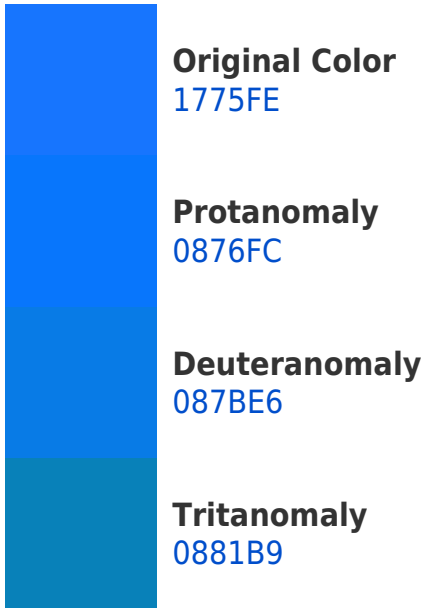 Original Color
1775FE
Protanomaly
0876FC
Deuteranomaly
087BE6
Tritanomaly
0881B9